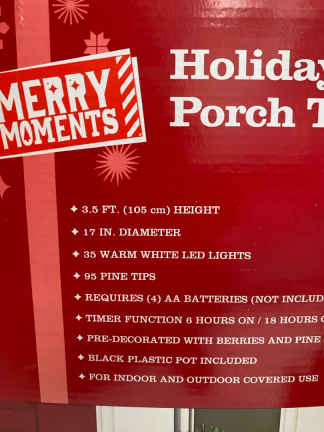 MERRY
MOMENTS
Holiday
Porch T
✦ 3.5 FT. (105 cm) HEIGHT
✦ 17 IN. DIAMETER
✦ 35 WARM WHITE LED LIGHTS
✦ 95 PINE TIPS
✦ REQUIRES (4) AA BATTERIES (NOT INCLUD
✦ TIMER FUNCTION 6 HOURS ON / 18 HOURS O
✦ PRE-DECORATED WITH BERRIES AND PINE
✦ BLACK PLASTIC POT INCLUDED
✦ FOR INDOOR AND OUTDOOR COVERED USE